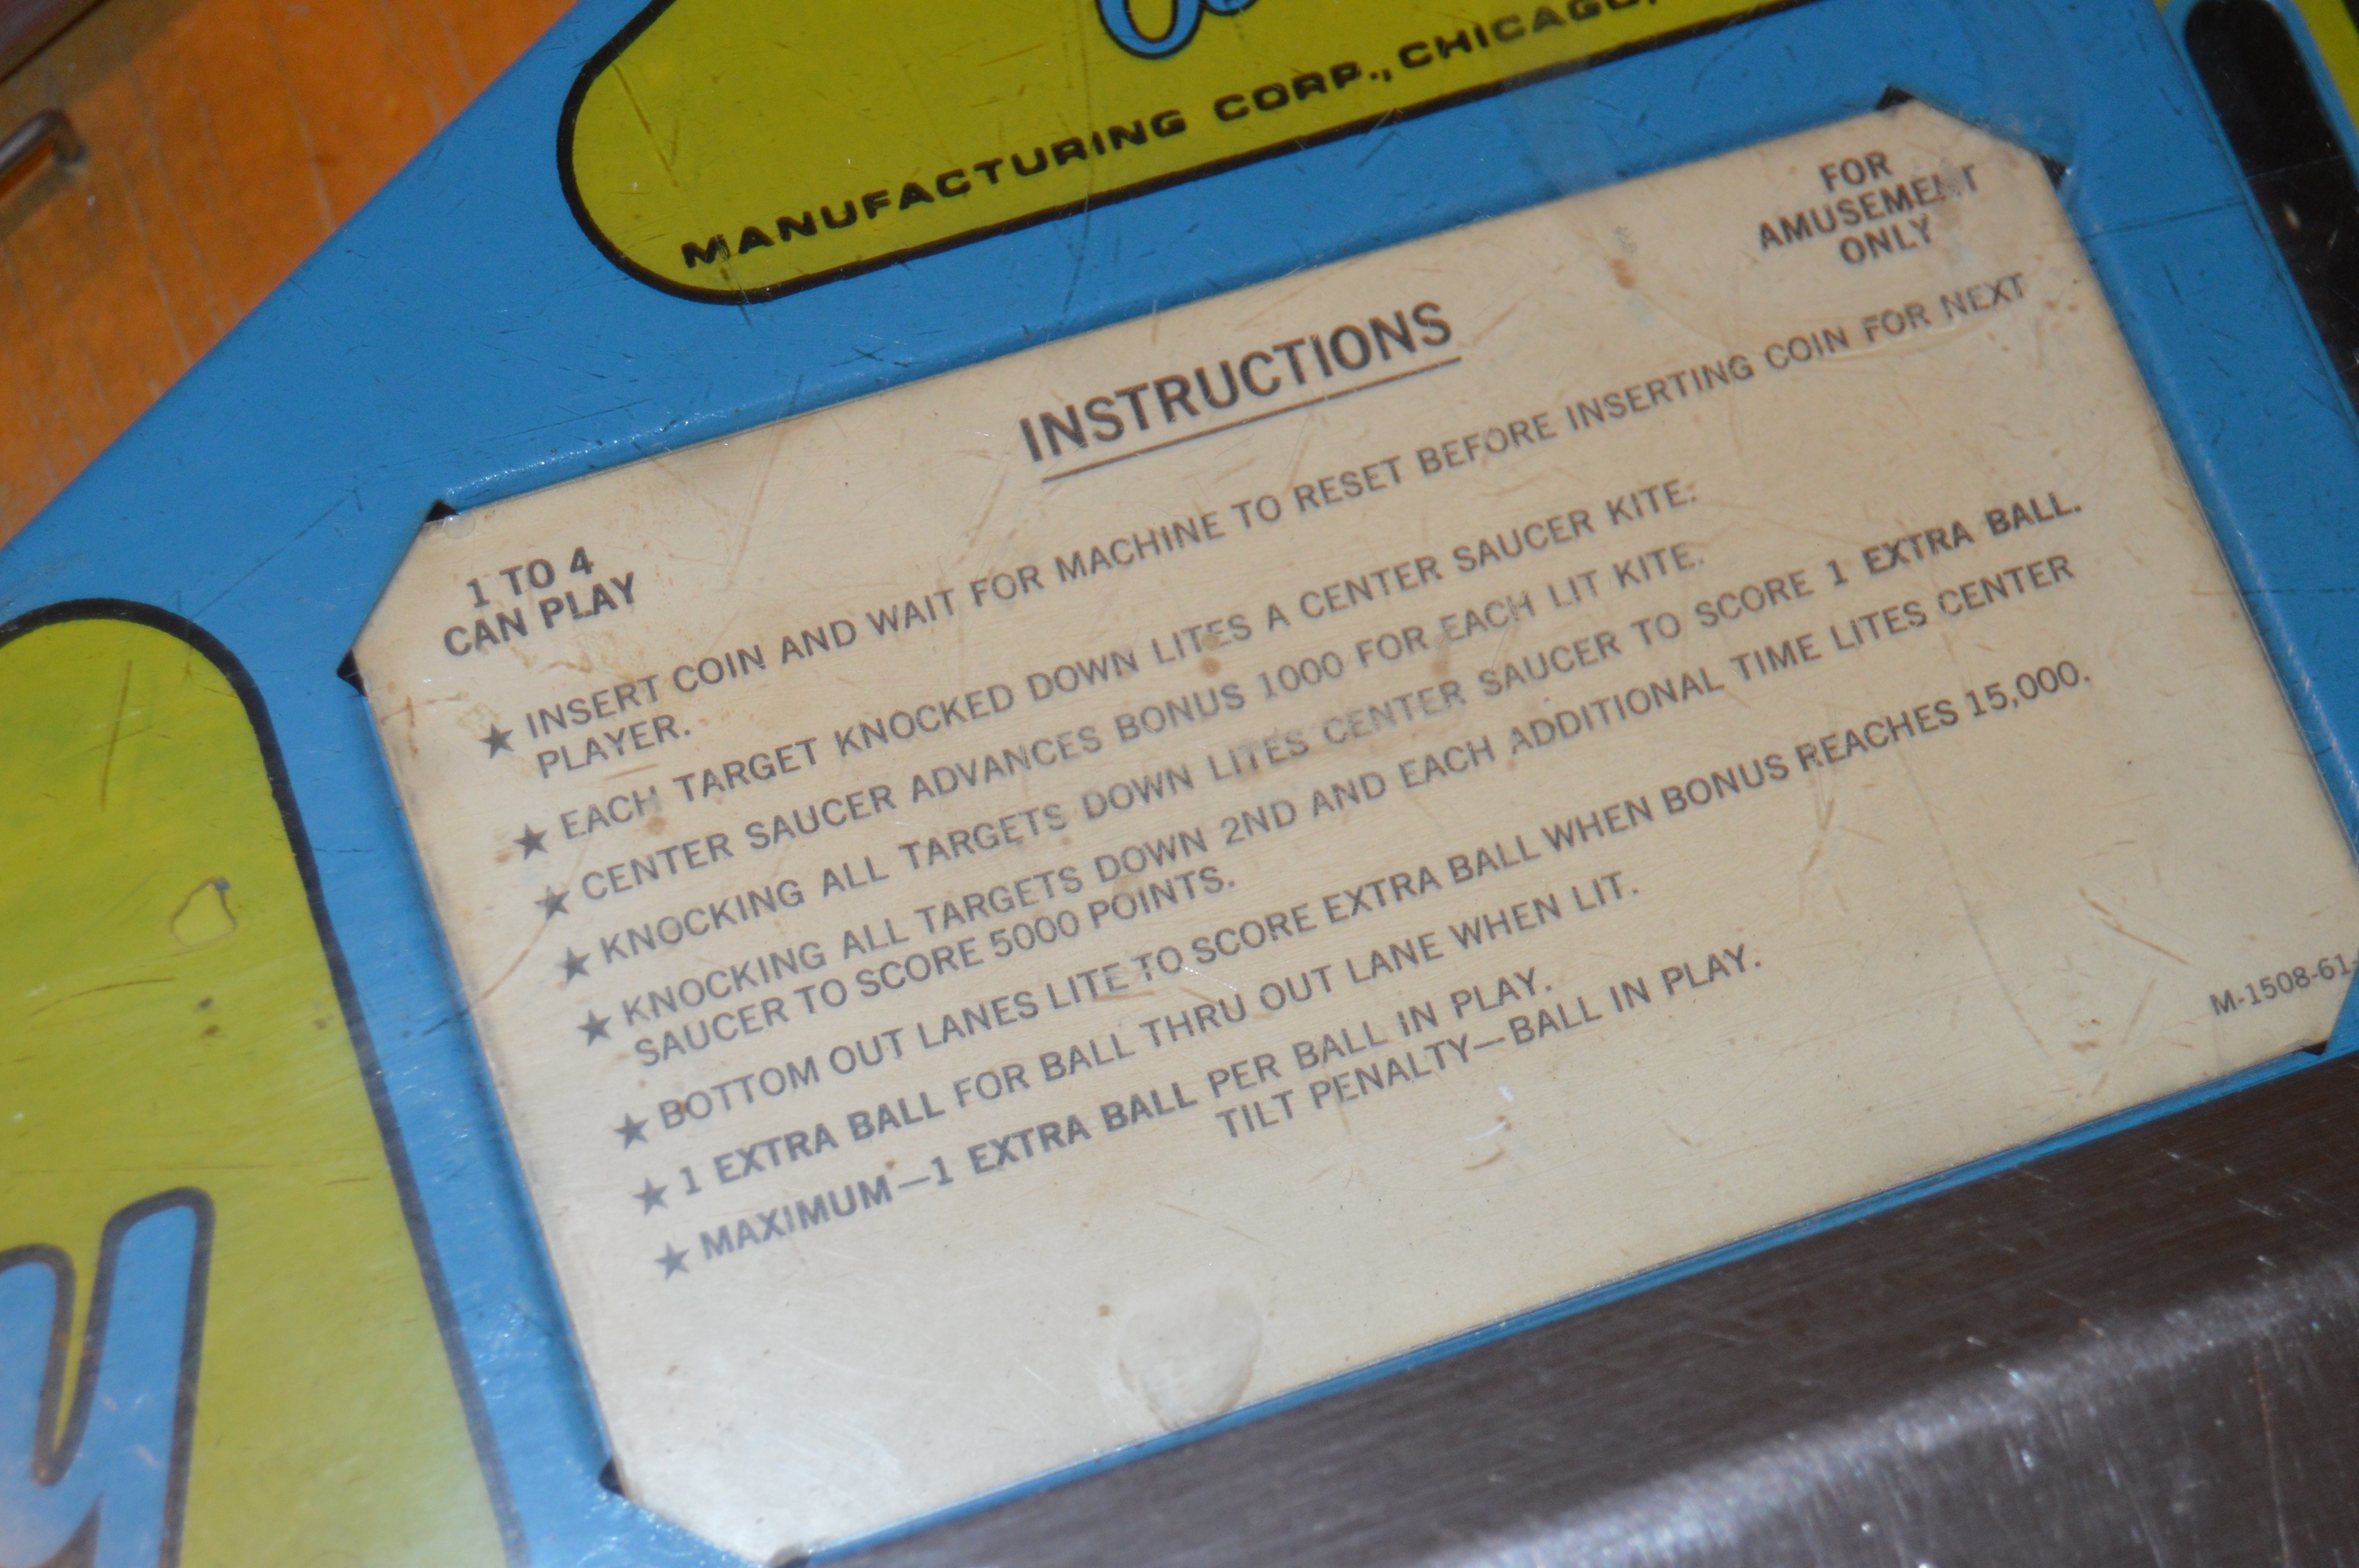 MANUFACTURING CORP., CHICAGO,
FOR
AMUSEMENT
ONLY
INSTRUCTIONS
1 TO 4
CAN PLAY
★ INSERT COIN AND WAIT FOR MACHINE TO RESET BEFORE INSERTING COIN FOR NEXT
PLAYER.
★ EACH TARGET KNOCKED DOWN LITES A CENTER SAUCER KITE.
★ CENTER SAUCER ADVANCES BONUS 1000 FOR EACH LIT KITE.
★ KNOCKING ALL TARGETS DOWN LITES CENTER SAUCER TO SCORE 1 EXTRA BALL.
★ KNOCKING ALL TARGETS DOWN 2ND AND EACH ADDITIONAL TIME LITES CENTER
SAUCER TO SCORE 5000 POINTS.
★ BOTTOM OUT LANES LITE TO SCORE EXTRA BALL WHEN BONUS REACHES 15,000.
★ 1 EXTRA BALL FOR BALL THRU OUT LANE WHEN LIT.
★ MAXIMUM—1 EXTRA BALL PER BALL IN PLAY.
TILT PENALTY—BALL IN PLAY.
M-1508-61-